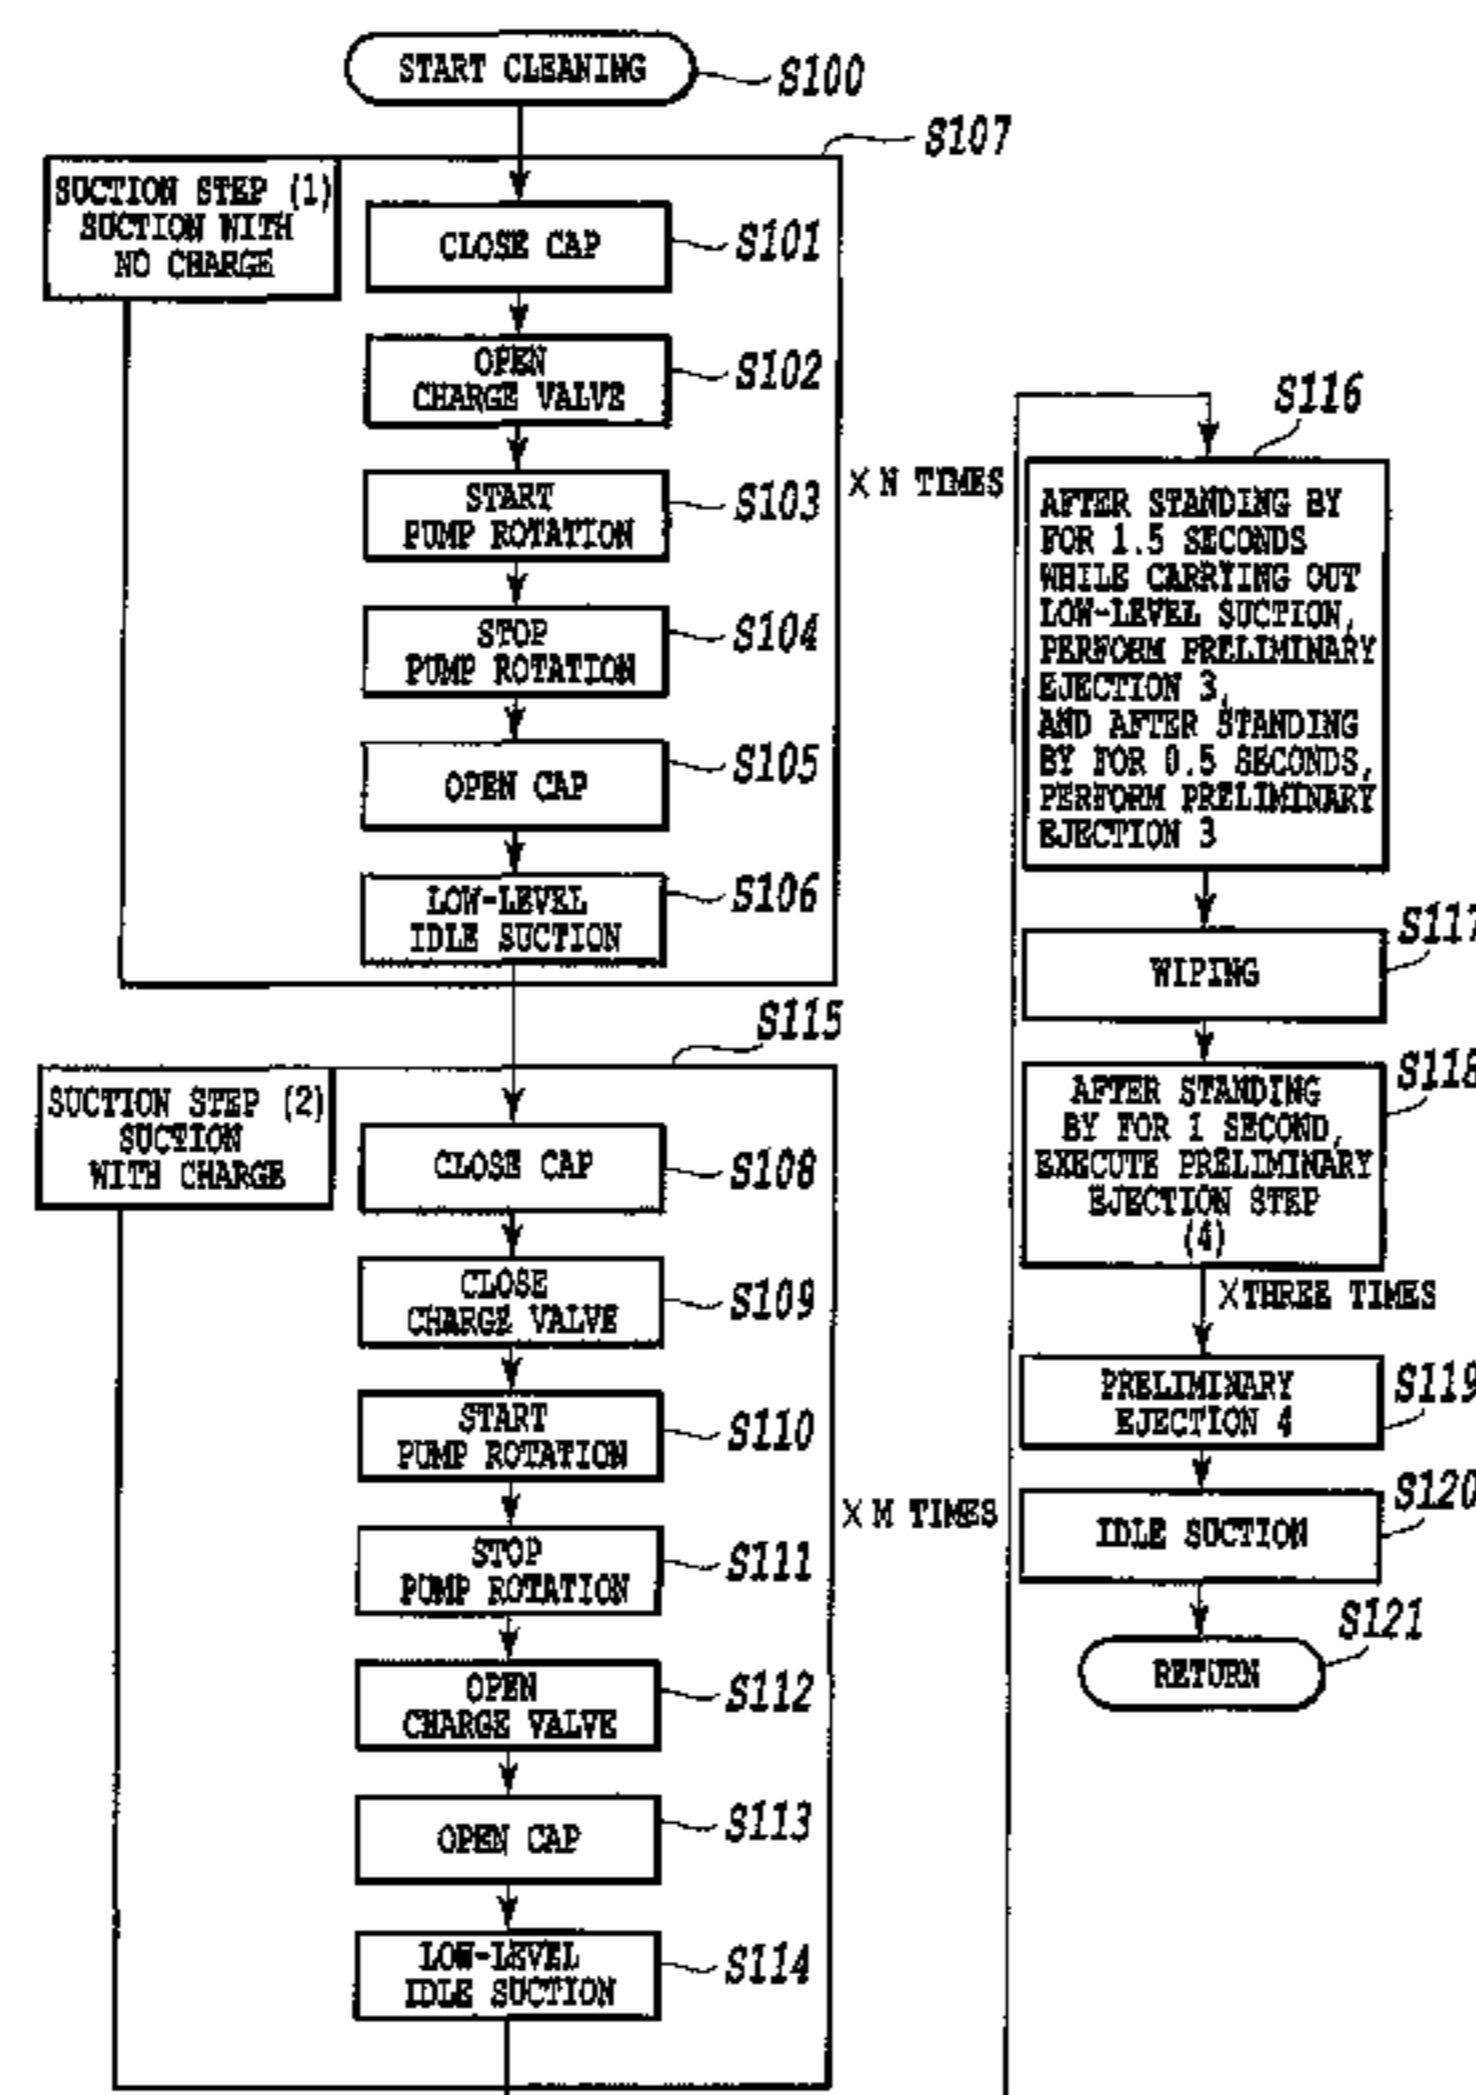 START CLEANING
S100
S107
SUCTION STEP (1)
SUCTION WITH
NO CHARGE
CLOSE CAP
S101
OPEN
CHARGE VALVE
S102
START
PUMP ROTATION
S103
× N TIMES
STOP
PUMP ROTATION
S104
OPEN CAP
S105
LOW-LEVEL
IDLE SUCTION
S106
S115
SUCTION STEP (2)
SUCTION
WITH CHARGE
CLOSE CAP
S108
CLOSE
CHARGE VALVE
S109
START
PUMP ROTATION
S110
× M TIMES
STOP
PUMP ROTATION
S111
OPEN
CHARGE VALVE
S112
OPEN CAP
S113
LOW-LEVEL
IDLE SUCTION
S114
S116
AFTER STANDING BY
FOR 1.5 SECONDS
WHILE CARRYING OUT
LOW-LEVEL SUCTION,
PERFORM PRELIMINARY
EJECTION 3,
AND AFTER STANDING
BY FOR 0.5 SECONDS,
PERFORM PRELIMINARY
EJECTION 3
S117
WIPING
S118
AFTER STANDING
BY FOR 1 SECOND,
EXECUTE PRELIMINARY
EJECTION STEP
(4)
×THREE TIMES
PRELIMINARY
EJECTION 4
S119
IDLE SUCTION
S120
S121
RETURN